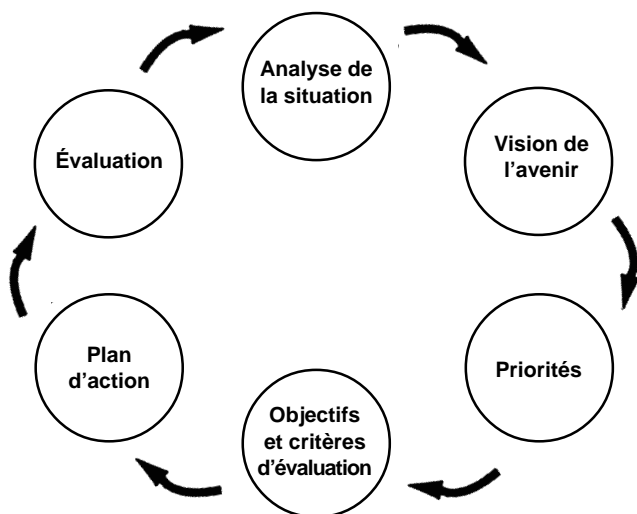 Analyse de
la situation
Vision de
l’avenir
Priorités
Objectifs
et critères
d’évaluation
Plan
d’action
Évaluation